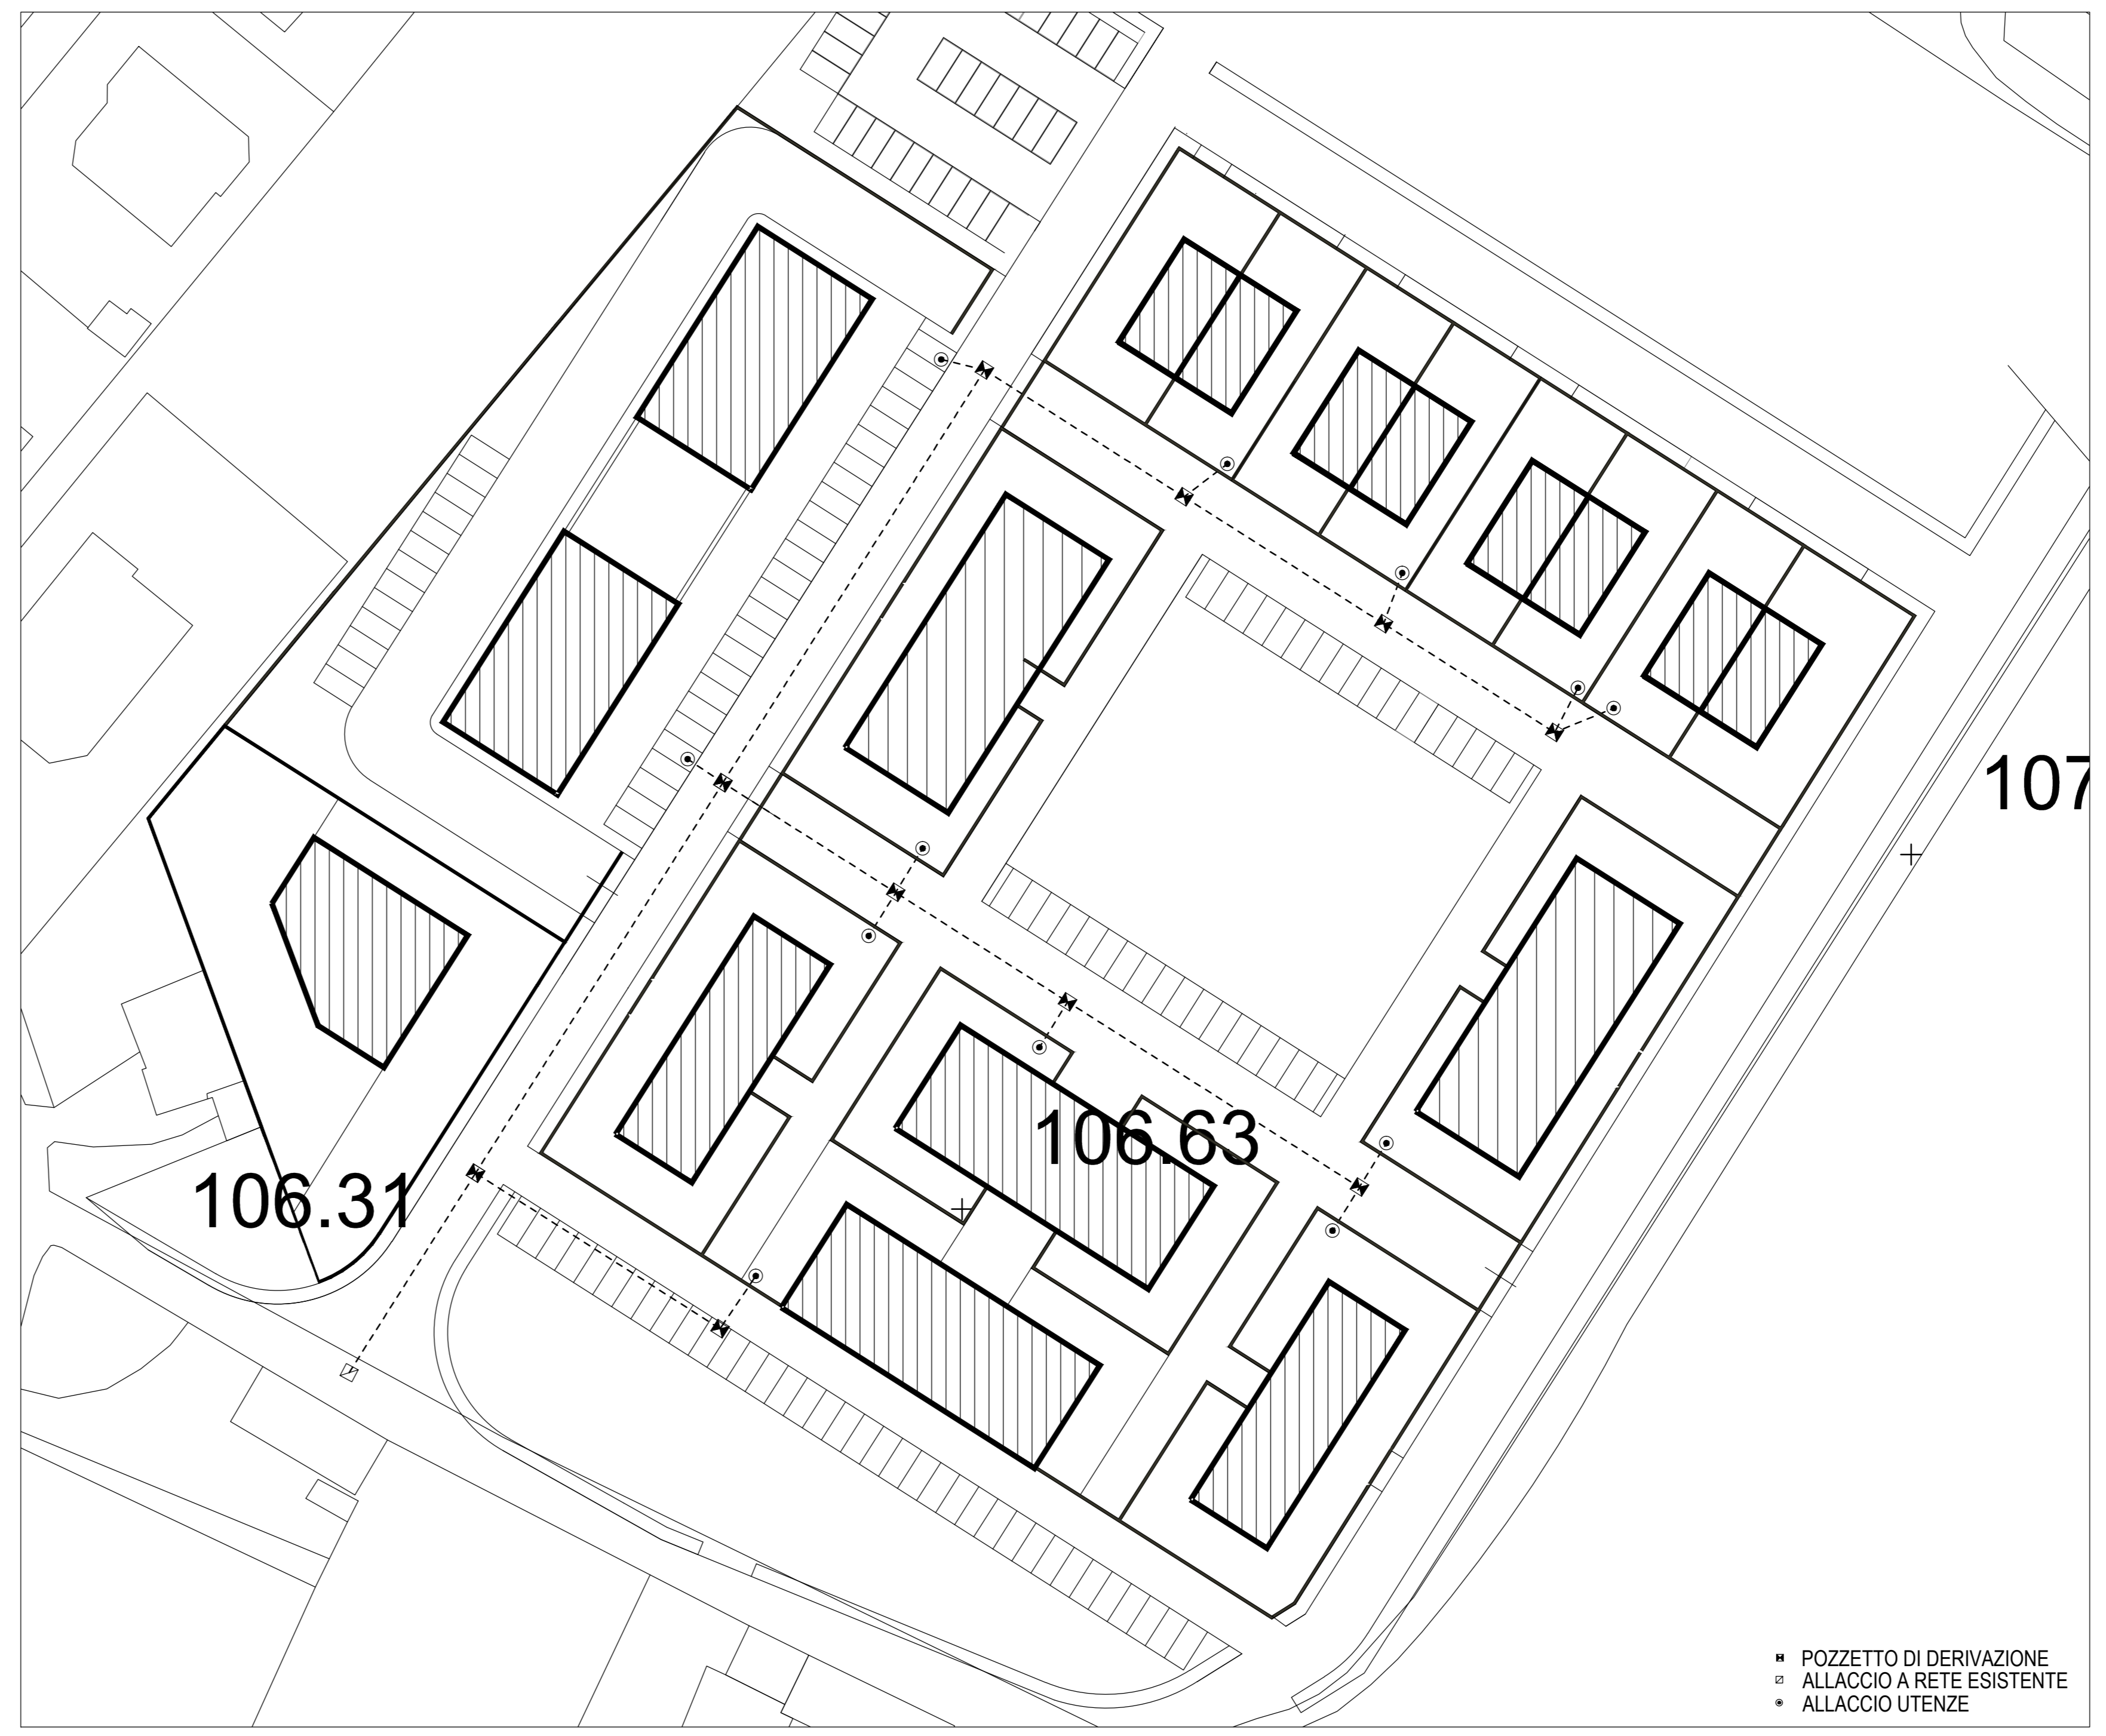 107
106.63
106.31
POZZETTO DI DERIVAZIONE
ALLACCIO A RETE ESISTENTE
ALLACCIO UTENZE